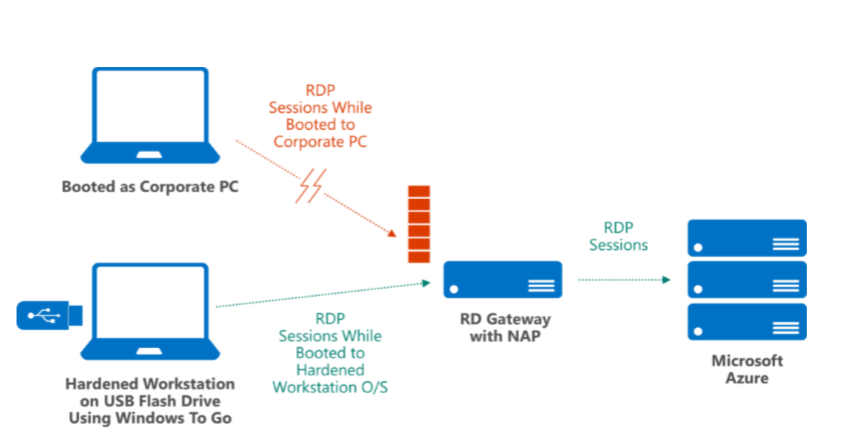 RDP
Sessions While
Booted to
Corporate PC
Booted as Corporate PC
RDP
Sessions
RDP
Sessions While
Booted to
Hardened
Workstation O/S
RD Gateway
with NAP
Microsoft
Azure
Hardened Workstation
on USB Flash Drive
Using Windows To Go